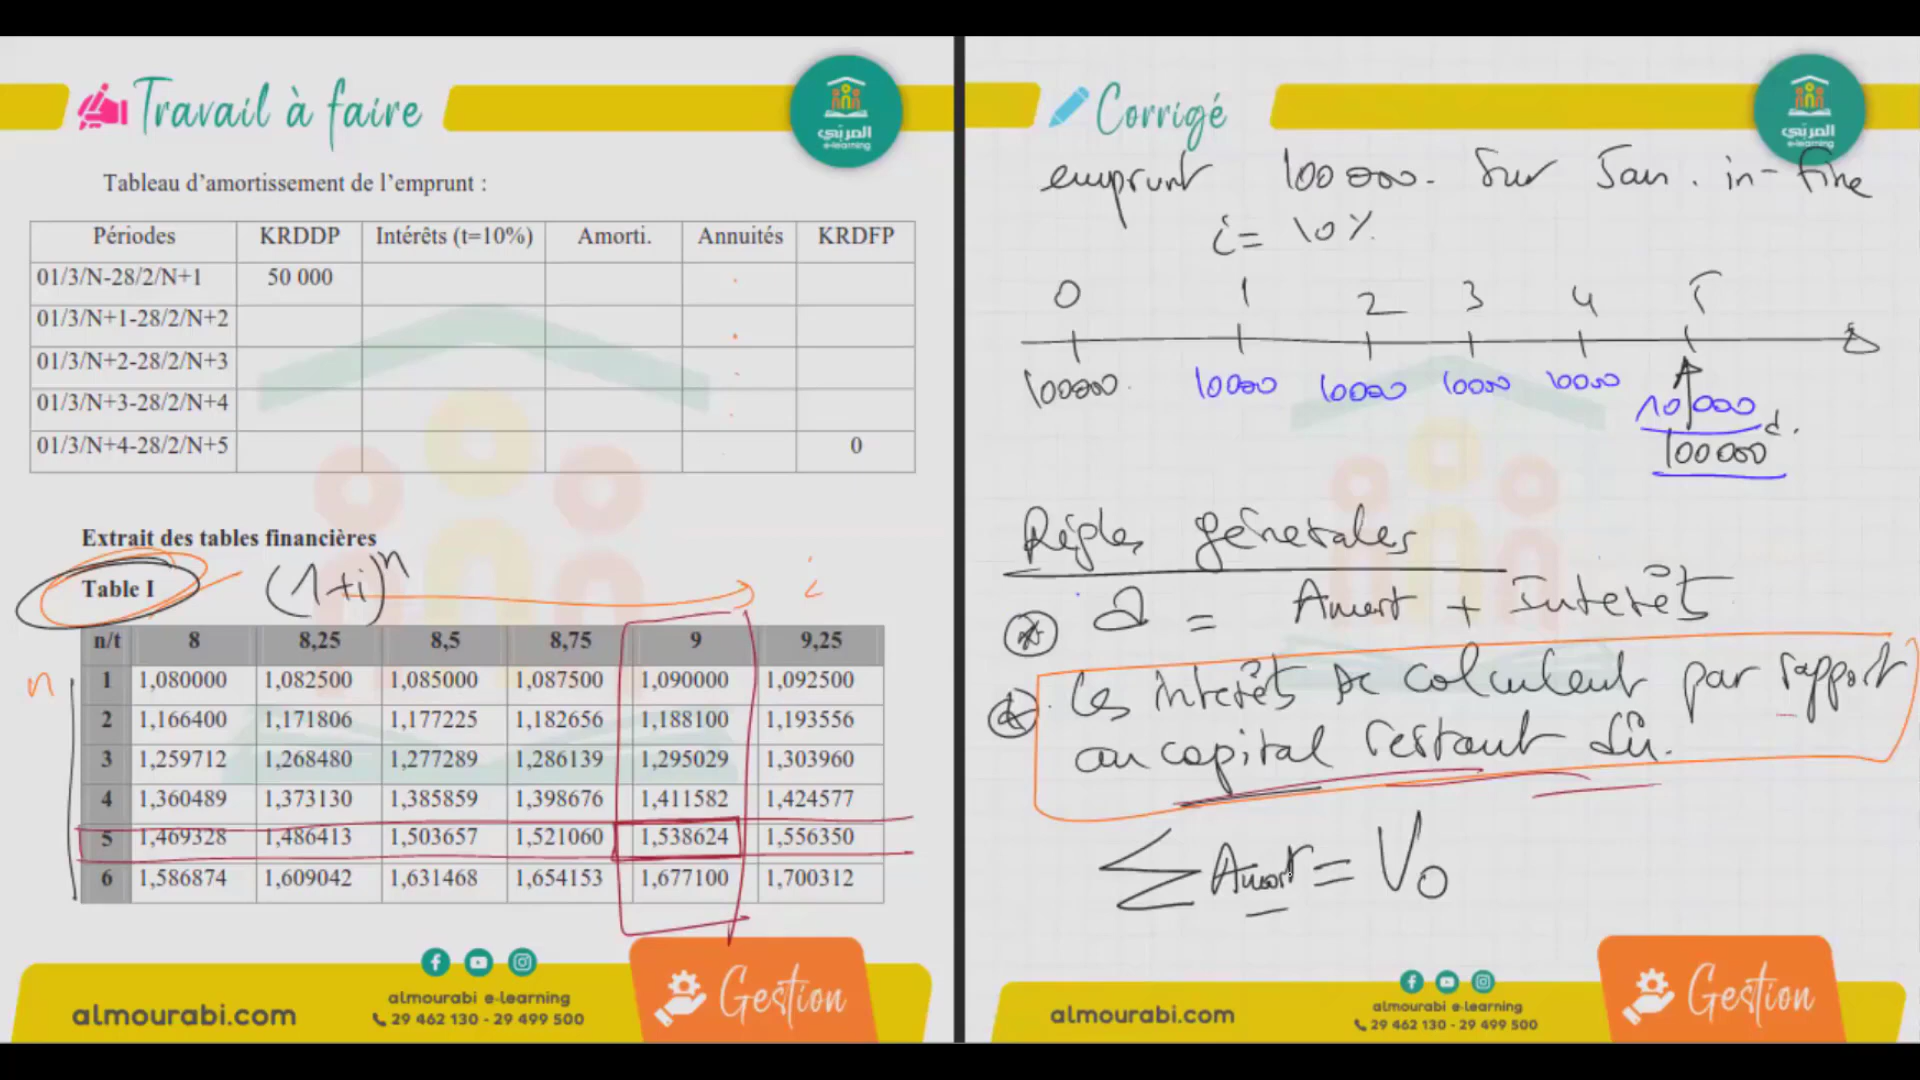 Travail à faire
المربّي
e-learning
Tableau d'amortissement de l'emprunt :
Périodes KRDDP Intérêts (t=10%) Amorti. Annuités KRDFP
01/3/N-28/2/N+1 50 000
01/3/N+1-28/2/N+2
01/3/N+2-28/2/N+3
01/3/N+3-28/2/N+4
01/3/N+4-28/2/N+5 0
Extrait des tables financières
Table I (1+i)^n i
n/t 8 8,25 8,5 8,75 9 9,25
n
1 1,080000 1,082500 1,085000 1,087500 1,090000 1,092500
2 1,166400 1,171806 1,177225 1,182656 1,188100 1,193556
3 1,259712 1,268480 1,277289 1,286139 1,295029 1,303960
4 1,360489 1,373130 1,385859 1,398676 1,411582 1,424577
5 1,469328 1,486413 1,503657 1,521060 1,538624 1,556350
6 1,586874 1,609042 1,631468 1,654153 1,677100 1,700312
almourabi.com
almourabi e-learning
29 462 130 - 29 499 500
Gestion
Corrigé
المربّي
e-learning
emprunt 100 000. Sur 5an. in-fine
i= 10%
0 1 2 3 4 5
100000. 10000 10000 10000 10000
10 000
100000 d.
Règles générales
a = Amort + Intérêts
Les intérêts se calculent par rapport
au capital restant dû.
∑ Amort = V0
almourabi.com
almourabi e-learning
29 462 130 - 29 499 500
Gestion